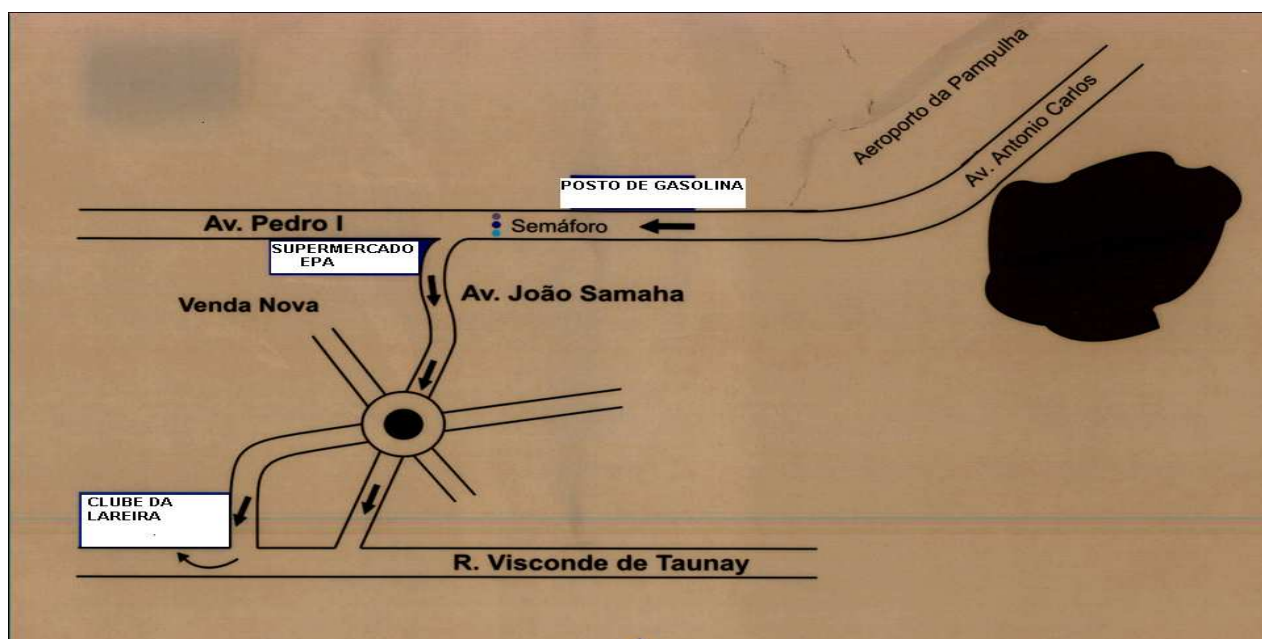 Aeroporto da Pampulha
Av. Antonio Carlos
POSTO DE GASOLINA
Av. Pedro I
Semáforo
SUPERMERCADO
EPA
Av. João Samaha
Venda Nova
CLUBE DA
LAREIRA
R. Visconde de Taunay